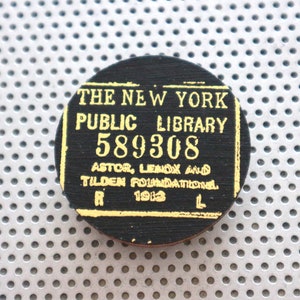 THE NEW YORK
PUBLIC LIBRARY
589308
ASTOR, LENOX AND
TILDEN FOUNDATIONS.
R 1913 L